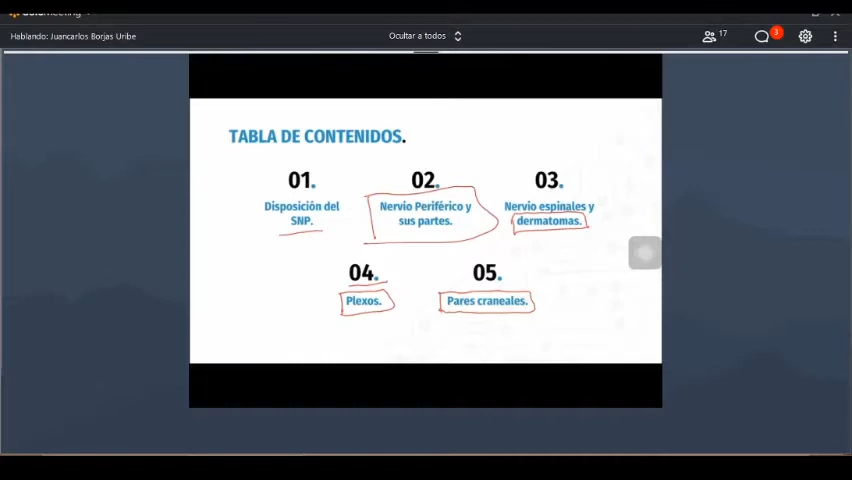 Hablando: Juancarlos Borjas Uribe
Ocultar a todos
17
3
TABLA DE CONTENIDOS.
01.
Disposición del
SNP.
02.
Nervio Periférico y
sus partes.
03.
Nervio espinales y
dermatomas.
04.
Plexos.
05.
Pares craneales.